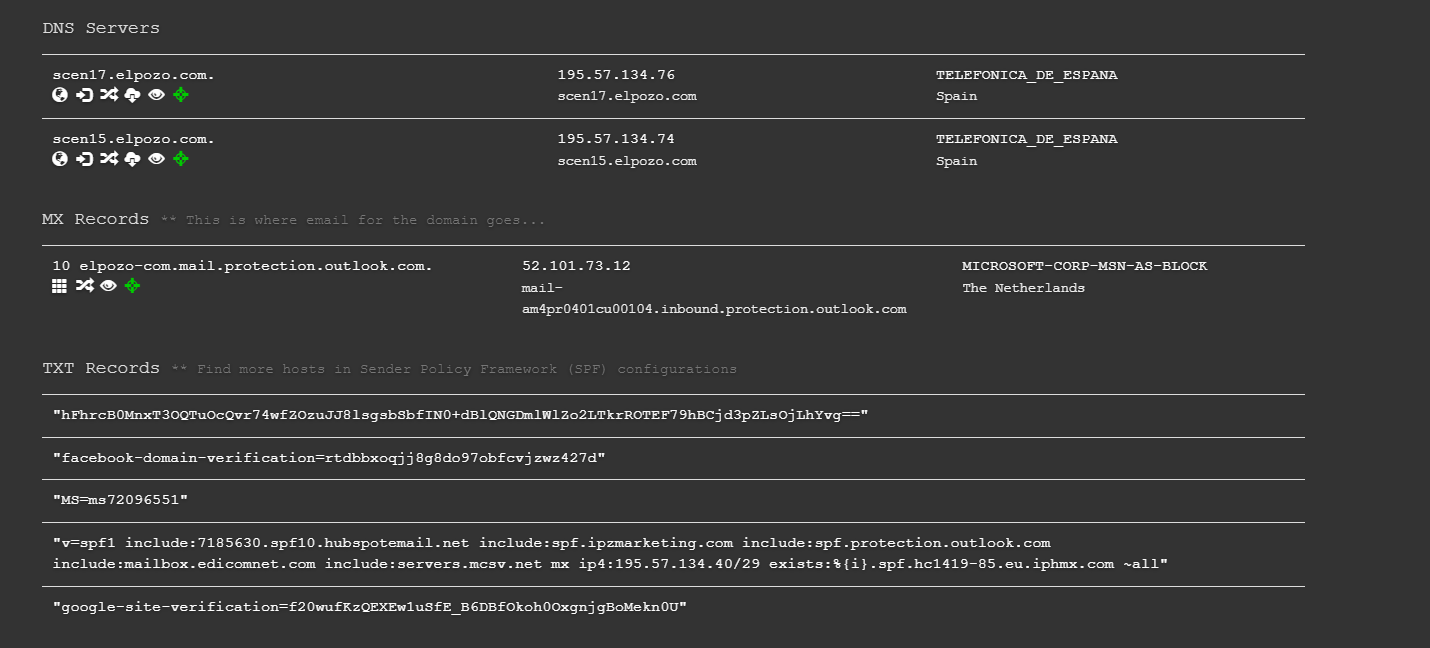 DNS Servers
scen17.elpozo.com.
195.57.134.76
scen17.elpozo.com
TELEFONICA_DE_ESPANA
Spain
scen15.elpozo.com.
195.57.134.74
scen15.elpozo.com
TELEFONICA_DE_ESPANA
Spain
MX Records ** This is where email for the domain goes...
10 elpozo-com.mail.protection.outlook.com.
52.101.73.12
mail-
am4pr0401cu00104.inbound.protection.outlook.com
MICROSOFT-CORP-MSN-AS-BLOCK
The Netherlands
TXT Records ** Find more hosts in Sender Policy Framework (SPF) configurations
"hFhrcB0MnxT3OQTuOcQvr74wfZOzuJJ8lsgsbSbfIN0+dBlQNGDmlWlZo2LTkrROTEF79hBCjd3pZLsOjLhYvg=="
"facebook-domain-verification=rtdbbxoqjj8g8do97obfcvjzwz427d"
"MS=ms72096551"
"v=spf1 include:7185630.spf10.hubspotemail.net include:spf.ipzmarketing.com include:spf.protection.outlook.com
include:mailbox.edicomnet.com include:servers.mcsv.net mx ip4:195.57.134.40/29 exists:%{i}.spf.hc1419-85.eu.iphmx.com ~all"
"google-site-verification=f20wufKzQEXEw1uSfE_B6DBfOkoh0OxgnjgBoMekn0U"